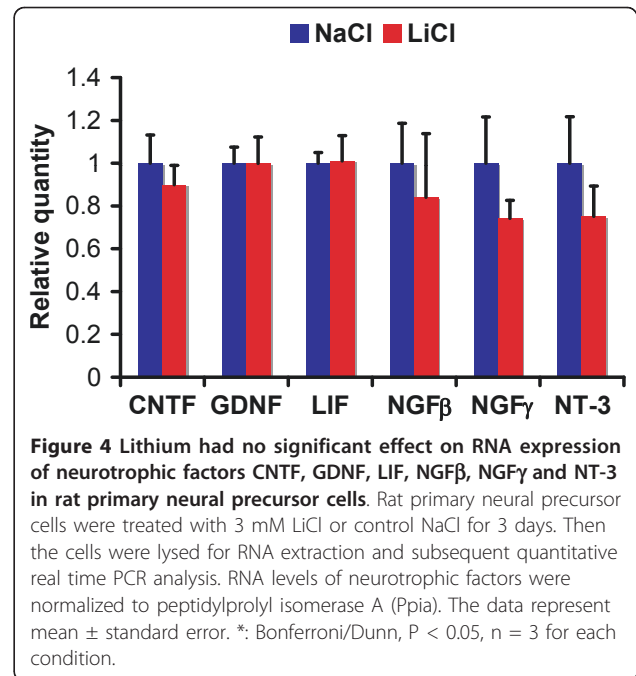 NaCl LiCl
1.4
1.2
1
0.8
0.6
0.4
0.2
0
Relative quantity
CNTF GDNF LIF NGFβ NGFγ NT-3
Figure 4 Lithium had no significant effect on RNA expression
of neurotrophic factors CNTF, GDNF, LIF, NGFβ, NGFγ and NT-3
in rat primary neural precursor cells. Rat primary neural precursor
cells were treated with 3 mM LiCl or control NaCl for 3 days. Then
the cells were lysed for RNA extraction and subsequent quantitative
real time PCR analysis. RNA levels of neurotrophic factors were
normalized to peptidylprolyl isomerase A (Ppia). The data represent
mean ± standard error. *: Bonferroni/Dunn, P < 0.05, n = 3 for each
condition.